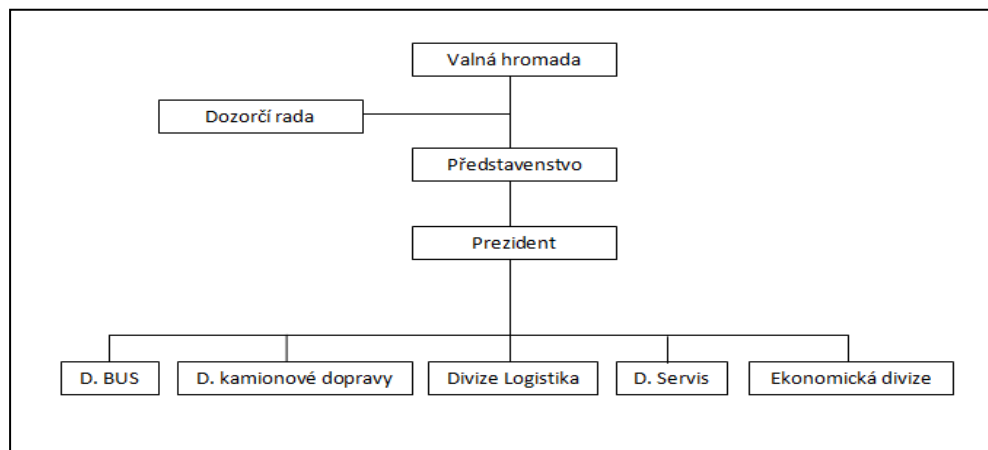 Valná hromada
Dozorčí rada
Představenstvo
Prezident
D. BUS
D. kamionové dopravy
Divize Logistika
D. Servis
Ekonomická divize